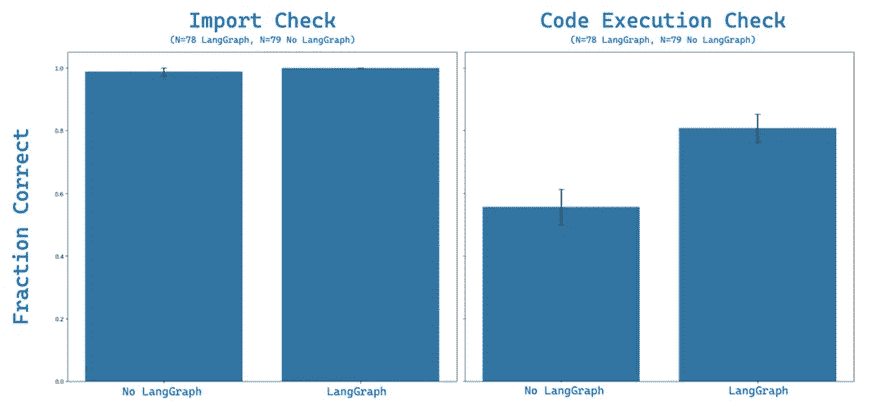 Import Check
(N=78 LangGraph, N=79 No LangGraph)
Code Execution Check
(N=78 LangGraph, N=79 No LangGraph)
Fraction Correct
1.0
0.8
0.6
0.4
0.2
0.0
No LangGraph
LangGraph
No LangGraph
LangGraph